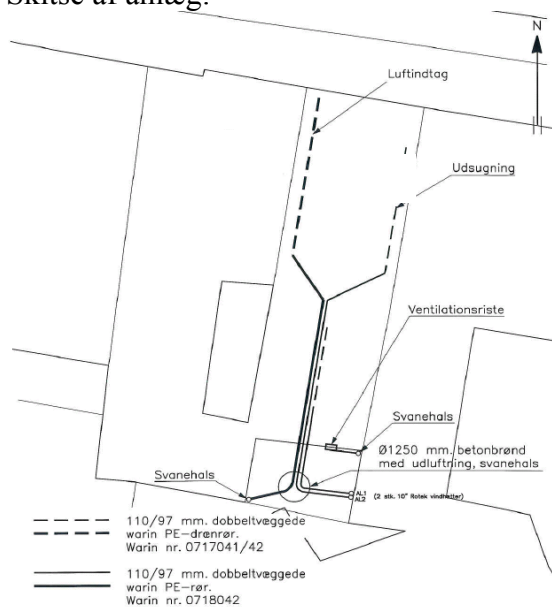 Skitse af anlæg:
N
Luftindtag
Udsugning
Ventilationsriste
Svanehals
Ø1250 mm. betonbrønd
med udluftning, svanehals
Svanehals
AL1
AL2
(2 stk. 10" Rotek vindhætter)
110/97 mm. dobbeltvæggede
warin PE-drenrør.
Warin nr. 0717041/42
110/97 mm. dobbeltvæggede
warin PE-rør.
Warin nr. 0718042